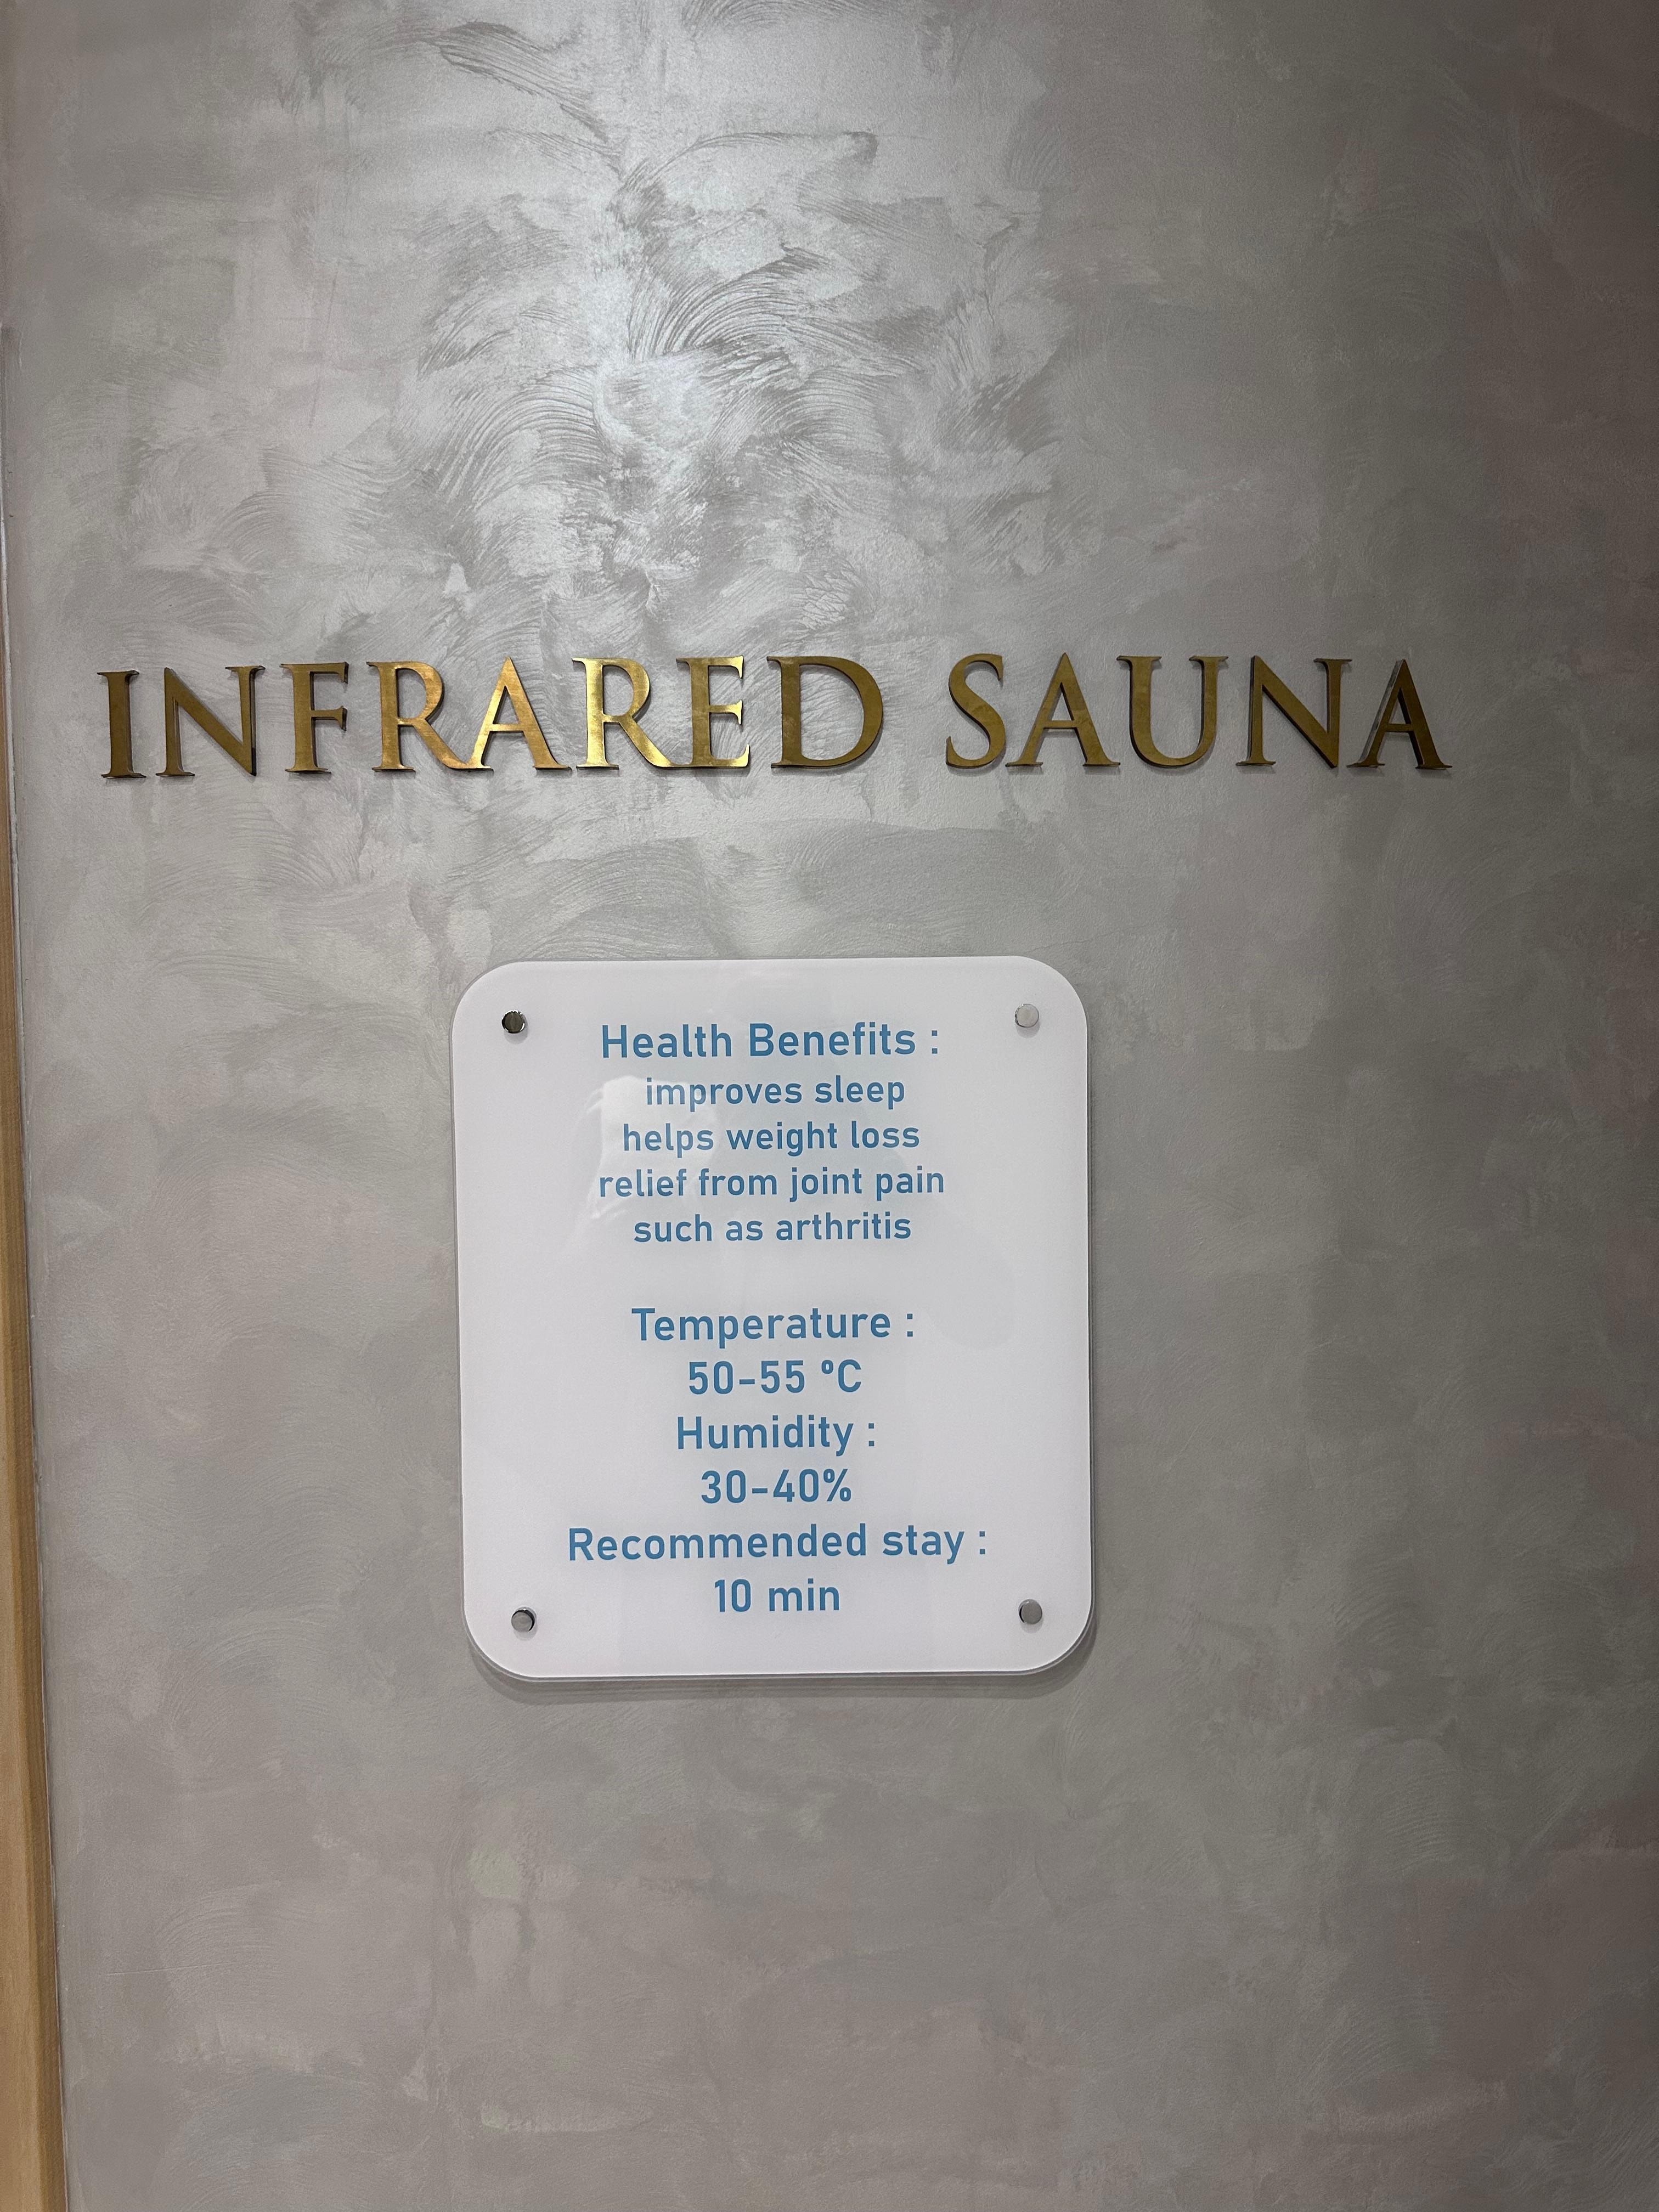 INFRARED SAUNA
Health Benefits :
improves sleep
helps weight loss
relief from joint pain
such as arthritis
Temperature :
50-55 ºC
Humidity :
30-40%
Recommended stay :
10 min